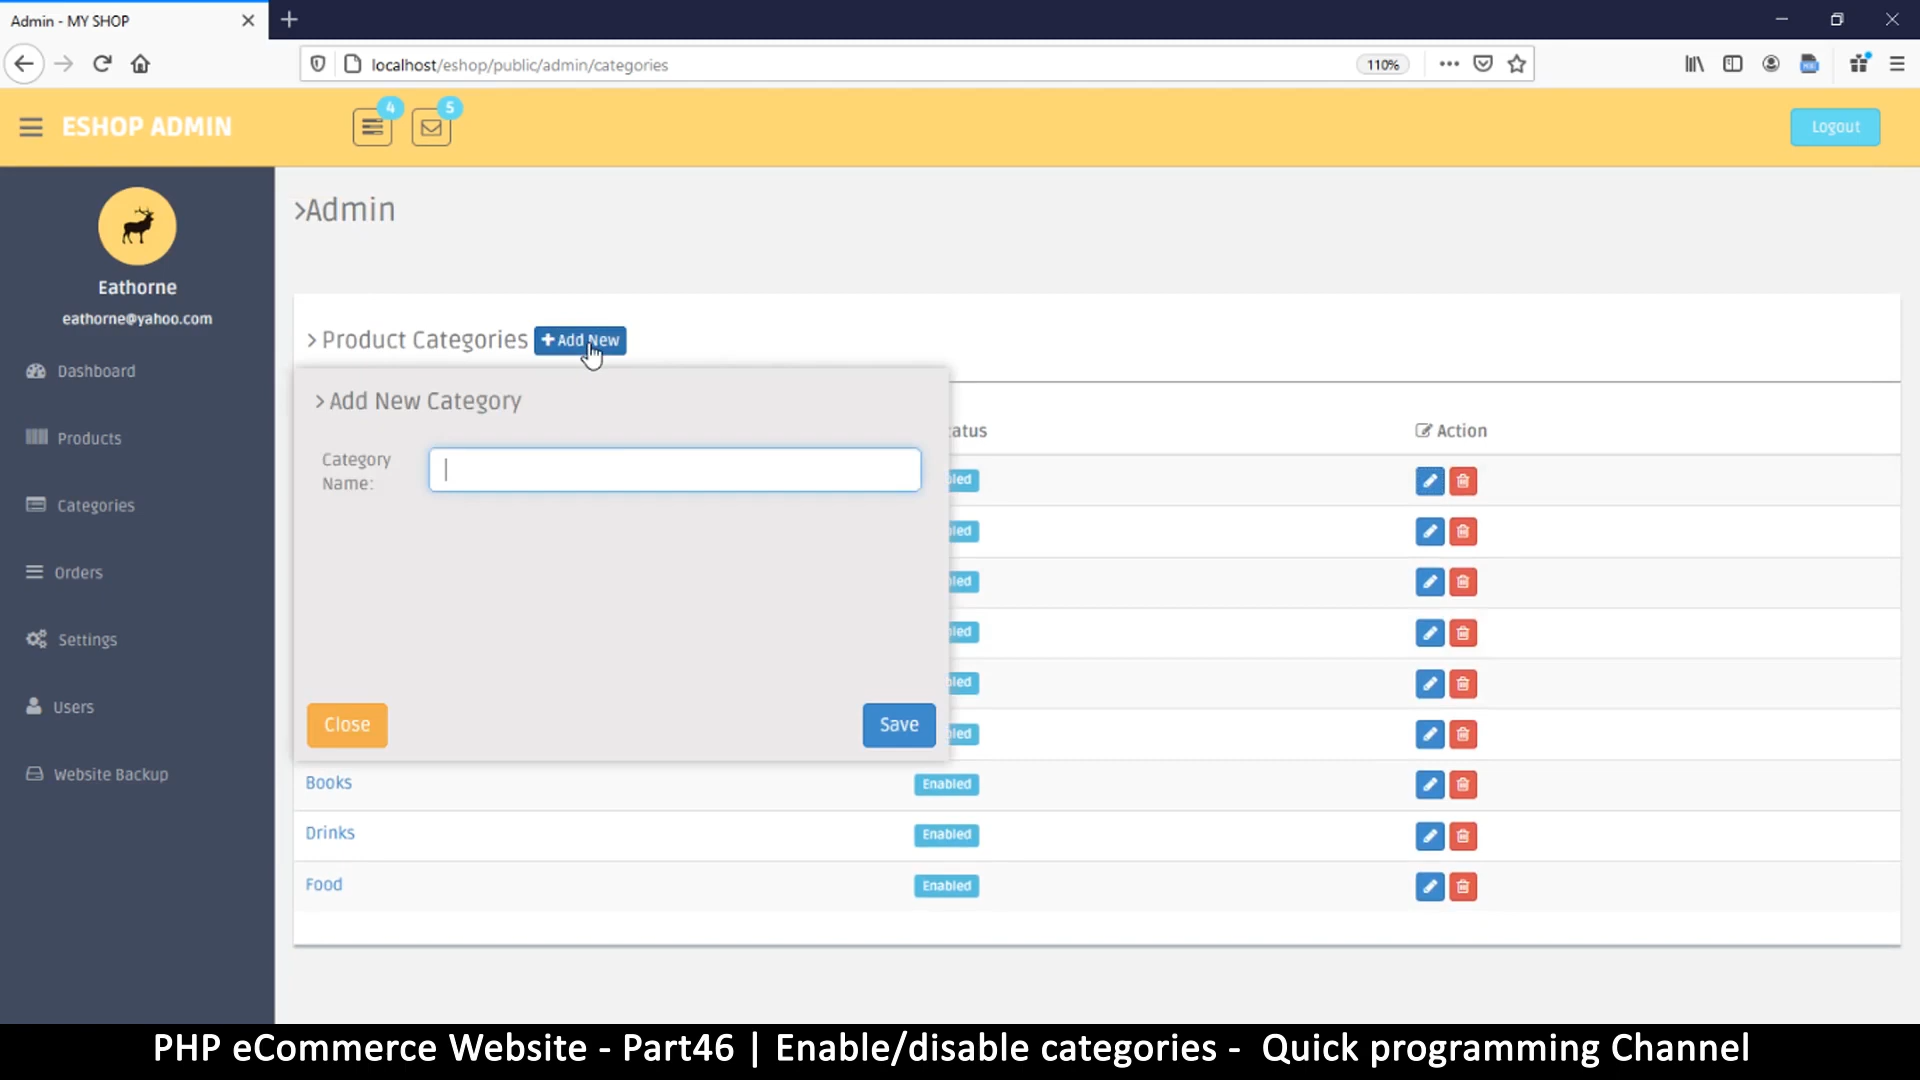 Admin - MY SHOP
localhost/eshop/public/admin/categories
110%
ESHOP ADMIN
4
5
Logout
Eathorne
eathorne@yahoo.com
Dashboard
Products
Categories
Orders
Settings
Users
Website Backup
>Admin
> Product Categories
+ Add New
> Add New Category
Category
Name:
Close
Save
Action
Books
Enabled
Drinks
Enabled
Food
Enabled
PHP eCommerce Website - Part46 | Enable/disable categories - Quick programming Channel